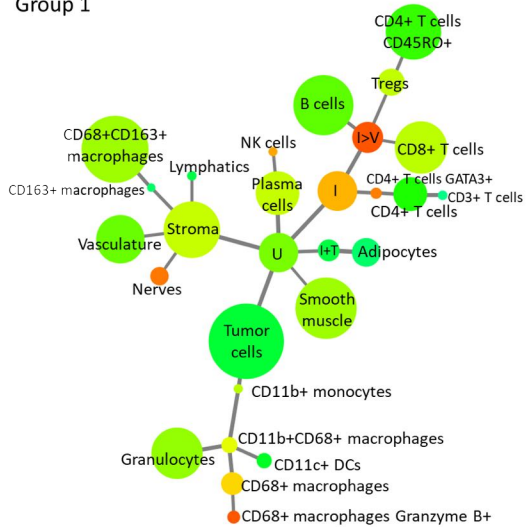 Group 1
CD4+ T cells
CD45RO+
Tregs
B cells
I>V
CD8+ T cells
NK cells
CD68+CD163+
macrophages
Lymphatics
CD163+ macrophages
Plasma
cells
I
CD4+ T cells GATA3+
CD3+ T cells
CD4+ T cells
Stroma
Vasculature
U
I+T
Adipocytes
Nerves
Smooth
muscle
Tumor
cells
CD11b+ monocytes
CD11b+CD68+ macrophages
Granulocytes
CD11c+ DCs
CD68+ macrophages
CD68+ macrophages Granzyme B+